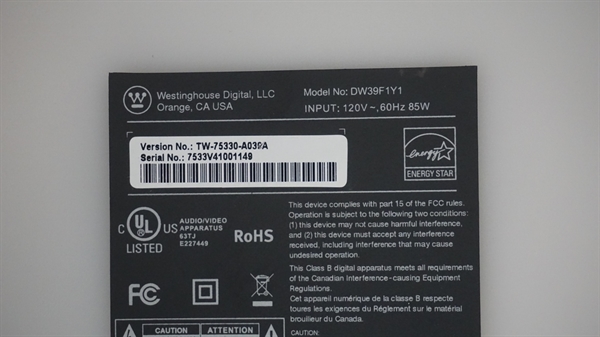 Westinghouse Digital, LLC
Orange, CA USA
Model No: DW39F1Y1
INPUT: 120V ~, 60Hz 85W
Version No.: TW-75330-A039A
Serial No.: 7533V41001149
energy
ENERGY STAR
C UL US
LISTED
AUDIO/VIDEO
APPARATUS
63TJ
E227449
RoHS
This device complies with part 15 of the FCC rules.
Operation is subject to the following two conditions:
(1) this device may not cause harmful interference,
and (2) this device must accept any interference
received, including interference that may cause
undesired operation.
This Class B digital apparatus meets all requirements
of the Canadian Interference-causing Equipment
Regulations.
Cet appareil numérique de la classe B respecte
toutes les exigences du Réglement sur le matérial
brouilleur du Canada.
FC
CAUTION
ATTENTION
CAUTION: